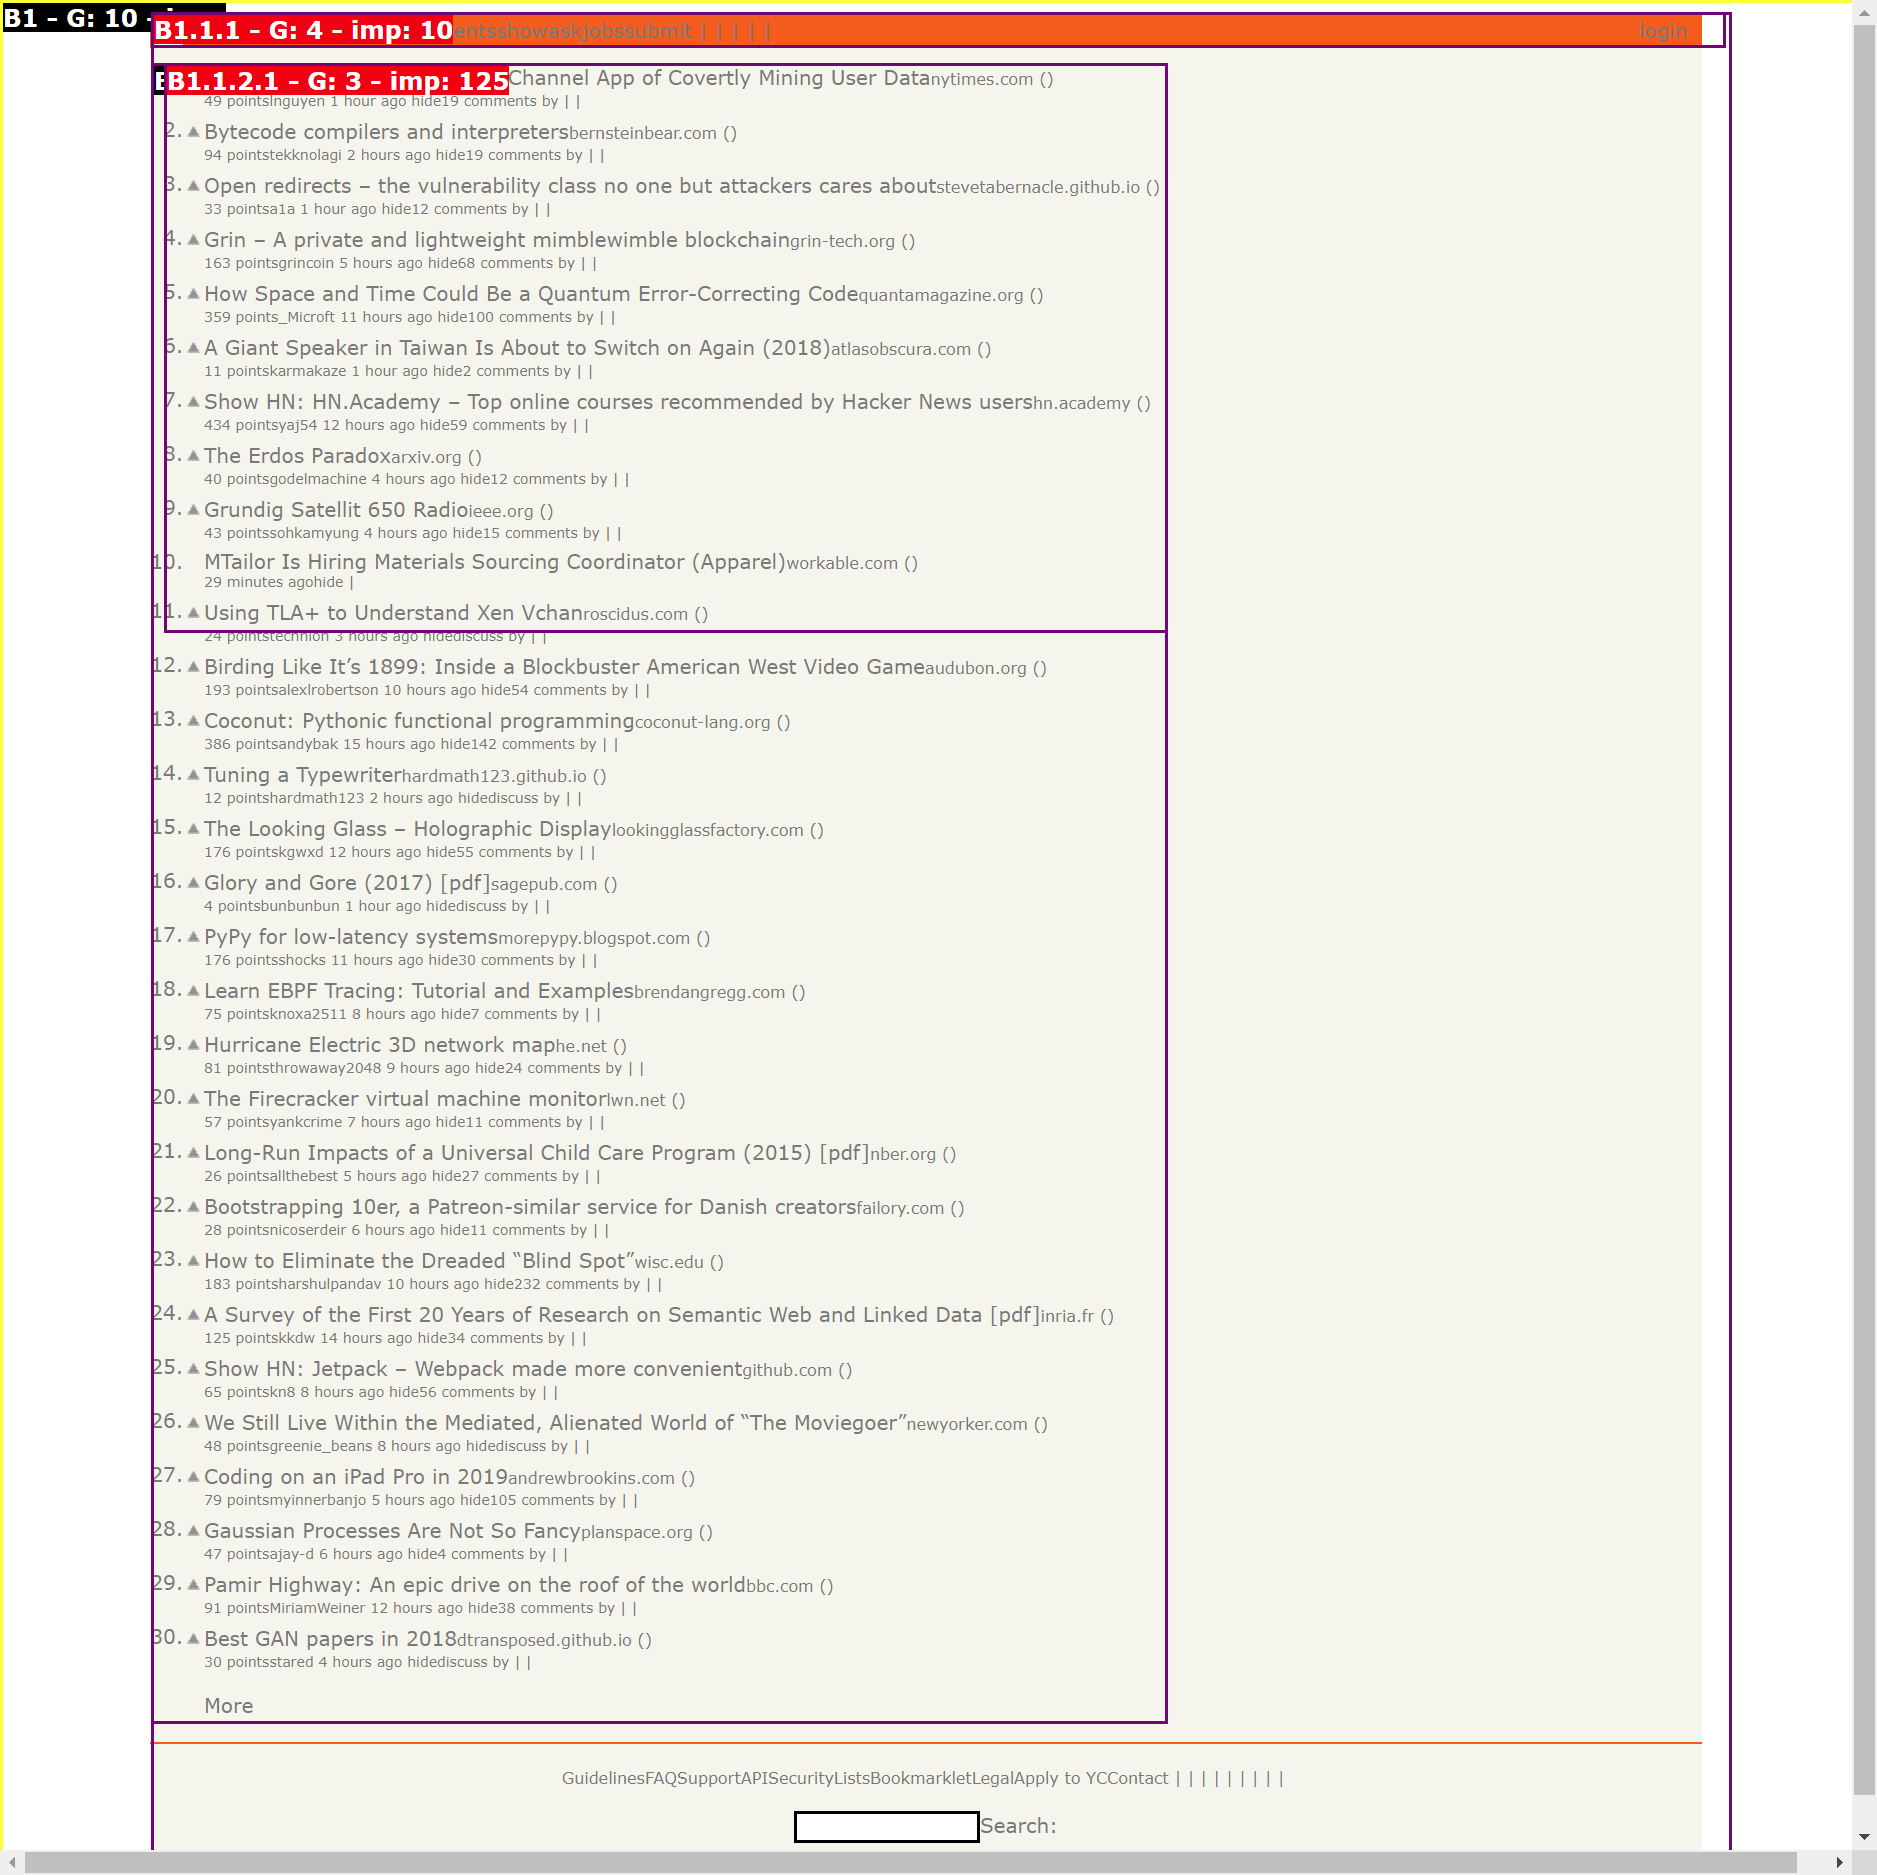 B1 - G: 10 -
B1.1.1 - G: 4 - imp: 10entsshowaskjobssubmit | | | | | login
B1.1.2.1 - G: 3 - imp: 125Channel App of Covertly Mining User Datanytimes.com ()
49 pointslnguyen 1 hour ago hide19 comments by | |
2. Bytecode compilers and interpretersbernsteinbear.com ()
94 pointstekknolagi 2 hours ago hide19 comments by | |
3. Open redirects – the vulnerability class no one but attackers cares aboutstevetabernacle.github.io ()
33 pointsa1a 1 hour ago hide12 comments by | |
4. Grin – A private and lightweight mimblewimble blockchaingrin-tech.org ()
163 pointsgrincoin 5 hours ago hide68 comments by | |
5. How Space and Time Could Be a Quantum Error-Correcting Codequantamagazine.org ()
359 points_Microft 11 hours ago hide100 comments by | |
6. A Giant Speaker in Taiwan Is About to Switch on Again (2018)atlasobscura.com ()
11 pointskarmakaze 1 hour ago hide2 comments by | |
7. Show HN: HN.Academy – Top online courses recommended by Hacker News usershn.academy ()
434 pointsyaj54 12 hours ago hide59 comments by | |
8. The Erdos Paradoxarxiv.org ()
40 pointsgodelmachine 4 hours ago hide12 comments by | |
9. Grundig Satellit 650 Radioieee.org ()
43 pointssohkamyung 4 hours ago hide15 comments by | |
10. MTailor Is Hiring Materials Sourcing Coordinator (Apparel)workable.com ()
29 minutes agohide |
11. Using TLA+ to Understand Xen Vchanroscidus.com ()
24 pointstechnion 3 hours ago hidediscuss by | |
12. Birding Like It’s 1899: Inside a Blockbuster American West Video Gameaudubon.org ()
193 pointsalexlrobertson 10 hours ago hide54 comments by | |
13. Coconut: Pythonic functional programmingcoconut-lang.org ()
386 pointsandybak 15 hours ago hide142 comments by | |
14. Tuning a Typewriterhardmath123.github.io ()
12 pointshardmath123 2 hours ago hidediscuss by | |
15. The Looking Glass – Holographic Displaylookingglassfactory.com ()
176 pointskgwxd 12 hours ago hide55 comments by | |
16. Glory and Gore (2017) [pdf]sagepub.com ()
4 pointsbunbunbun 1 hour ago hidediscuss by | |
17. PyPy for low-latency systemsmorepypy.blogspot.com ()
176 pointsshocks 11 hours ago hide30 comments by | |
18. Learn EBPF Tracing: Tutorial and Examplesbrendangregg.com ()
75 pointsknoxa2511 8 hours ago hide7 comments by | |
19. Hurricane Electric 3D network maphe.net ()
81 pointsthrowaway2048 9 hours ago hide24 comments by | |
20. The Firecracker virtual machine monitorlwn.net ()
57 pointsyankcrime 7 hours ago hide11 comments by | |
21. Long-Run Impacts of a Universal Child Care Program (2015) [pdf]nber.org ()
26 pointsallthebest 5 hours ago hide27 comments by | |
22. Bootstrapping 10er, a Patreon-similar service for Danish creatorsfailory.com ()
28 pointsnicoserdeir 6 hours ago hide11 comments by | |
23. How to Eliminate the Dreaded “Blind Spot”wisc.edu ()
183 pointsharshulpandav 10 hours ago hide232 comments by | |
24. A Survey of the First 20 Years of Research on Semantic Web and Linked Data [pdf]inria.fr ()
125 pointskkdw 14 hours ago hide34 comments by | |
25. Show HN: Jetpack – Webpack made more convenientgithub.com ()
65 pointskn8 8 hours ago hide56 comments by | |
26. We Still Live Within the Mediated, Alienated World of “The Moviegoer”newyorker.com ()
48 pointsgreenie_beans 8 hours ago hidediscuss by | |
27. Coding on an iPad Pro in 2019andrewbrookins.com ()
79 pointsmyinnerbanjo 5 hours ago hide105 comments by | |
28. Gaussian Processes Are Not So Fancyplanspace.org ()
47 pointsajay-d 6 hours ago hide4 comments by | |
29. Pamir Highway: An epic drive on the roof of the worldbbc.com ()
91 pointsMiriamWeiner 12 hours ago hide38 comments by | |
30. Best GAN papers in 2018dtransposed.github.io ()
30 pointsstared 4 hours ago hidediscuss by | |
More
GuidelinesFAQSupportAPISecurityListsBookmarkletLegalApply to YCContact | | | | | | | | |
Search: